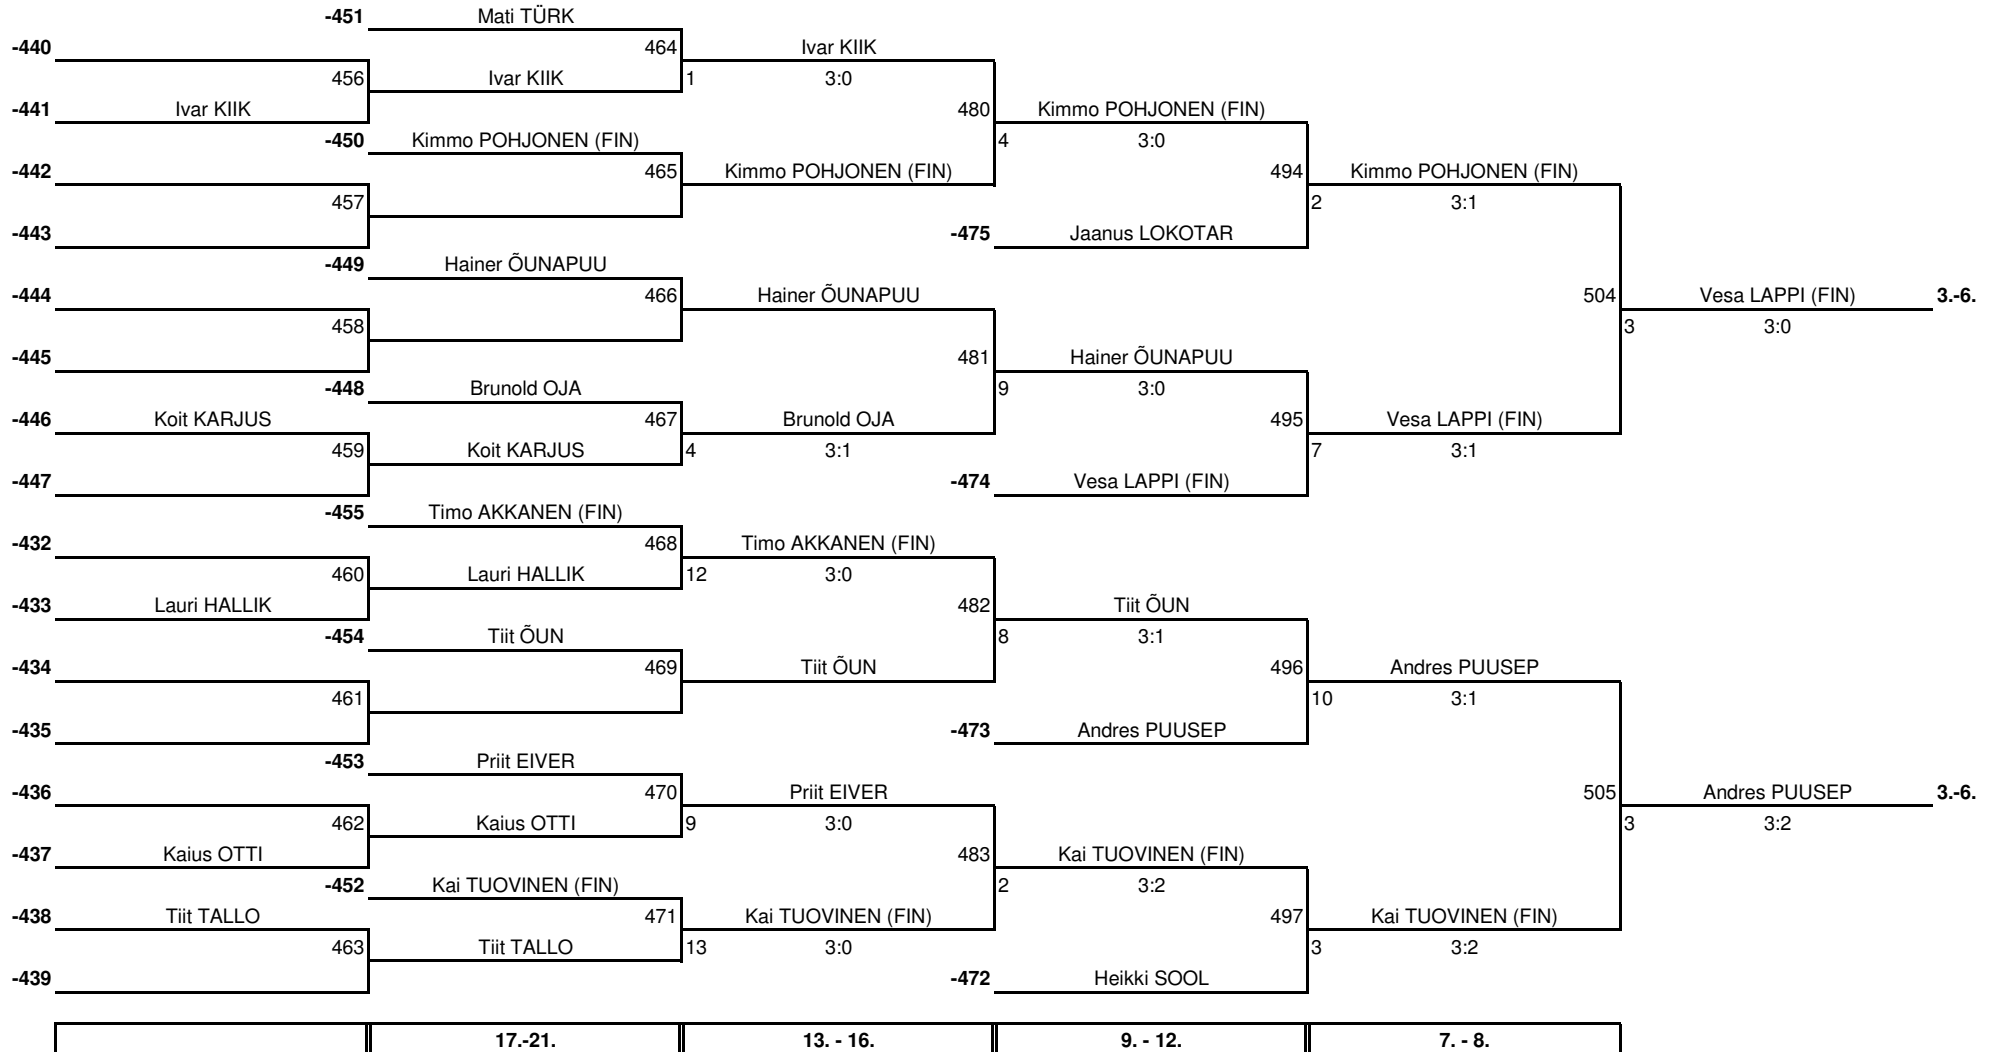 -451 Mati TÜRK
-440 464 Ivar KIIK
456 Ivar KIIK 1 3:0
-441 Ivar KIIK 480 Kimmo POHJONEN (FIN)
-450 Kimmo POHJONEN (FIN) 4 3:0
-442 465 Kimmo POHJONEN (FIN) 494 Kimmo POHJONEN (FIN)
457 2 3:1
-443 -475 Jaanus LOKOTAR
-449 Hainer ÕUNAPUU
-444 466 Hainer ÕUNAPUU 504 Vesa LAPPI (FIN) 3.-6.
458 3 3:0
-445 481 Hainer ÕUNAPUU
-448 Brunold OJA 9 3:0
-446 Koit KARJUS 467 Brunold OJA 495 Vesa LAPPI (FIN)
459 Koit KARJUS 4 3:1 7 3:1
-447 -474 Vesa LAPPI (FIN)
-455 Timo AKKANEN (FIN)
-432 468 Timo AKKANEN (FIN)
460 Lauri HALLIK 12 3:0
-433 Lauri HALLIK 482 Tiit ÕUN
-454 Tiit ÕUN 8 3:1
-434 469 Tiit ÕUN 496 Andres PUUSEP
461 10 3:1
-435 -473 Andres PUUSEP
-453 Priit EIVER
-436 470 Priit EIVER 505 Andres PUUSEP 3.-6.
462 Kaius OTTI 9 3:0 3 3:2
-437 Kaius OTTI 483 Kai TUOVINEN (FIN)
-452 Kai TUOVINEN (FIN) 2 3:2
-438 Tiit TALLO 471 Kai TUOVINEN (FIN) 497 Kai TUOVINEN (FIN)
463 Tiit TALLO 13 3:0 3 3:2
-439 -472 Heikki SOOL
17.-21. 13. - 16. 9. - 12. 7. - 8.